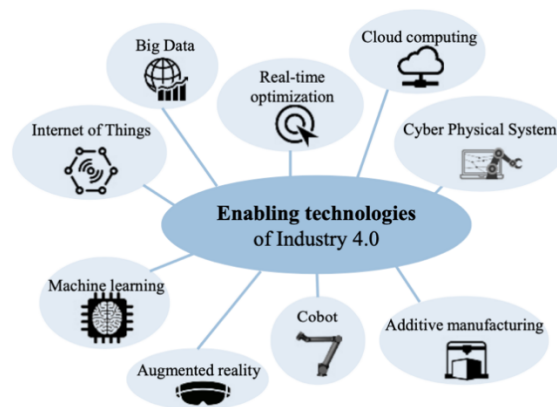 Big Data
Cloud computing
Real-time
optimization
Internet of Things
Cyber Physical System
Enabling technologies
of Industry 4.0
Machine learning
Cobot
Additive manufacturing
Augmented reality